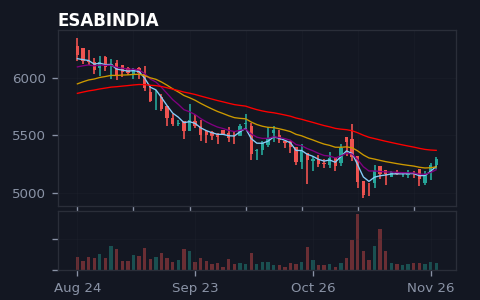 ESABINDIA
6000
5500
5000
Aug 24
Sep 23
Oct 26
Nov 26